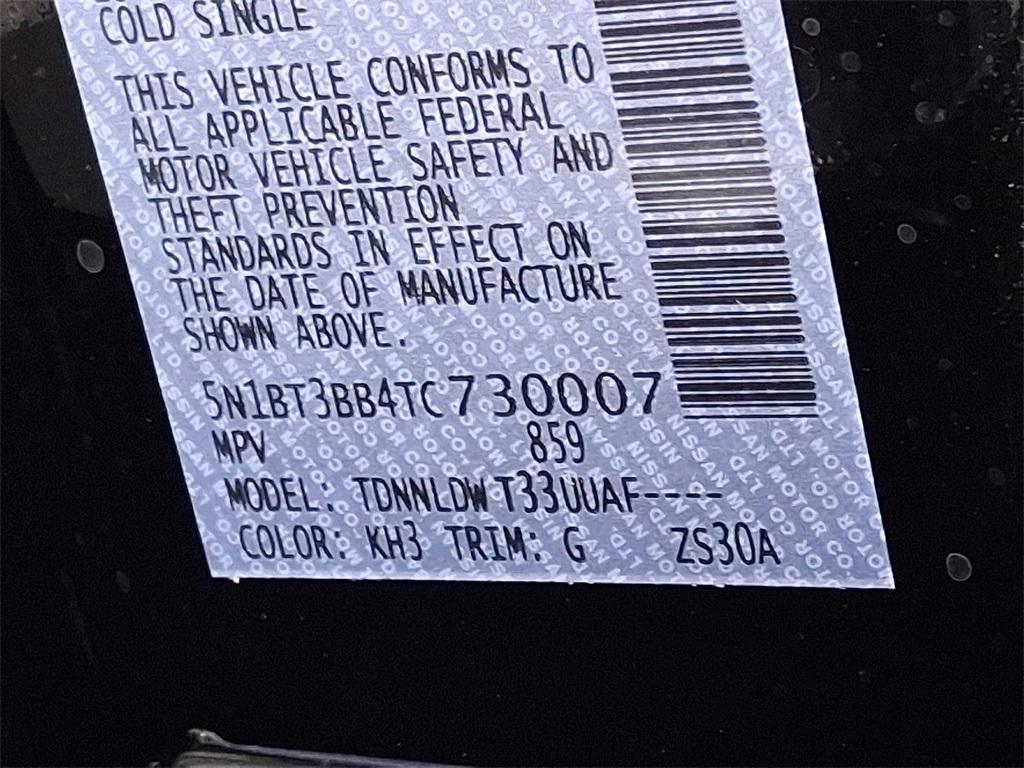 COLD SINGLE
THIS VEHICLE CONFORMS TO
ALL APPLICABLE FEDERAL
MOTOR VEHICLE SAFETY AND
THEFT PREVENTION
STANDARDS IN EFFECT ON
THE DATE OF MANUFACTURE
SHOWN ABOVE.
5N1BT3BB4TC730007
MPV 859
MODEL: TDNNLDW T33UUAF----
COLOR: KH3 TRIM: G ZS30A